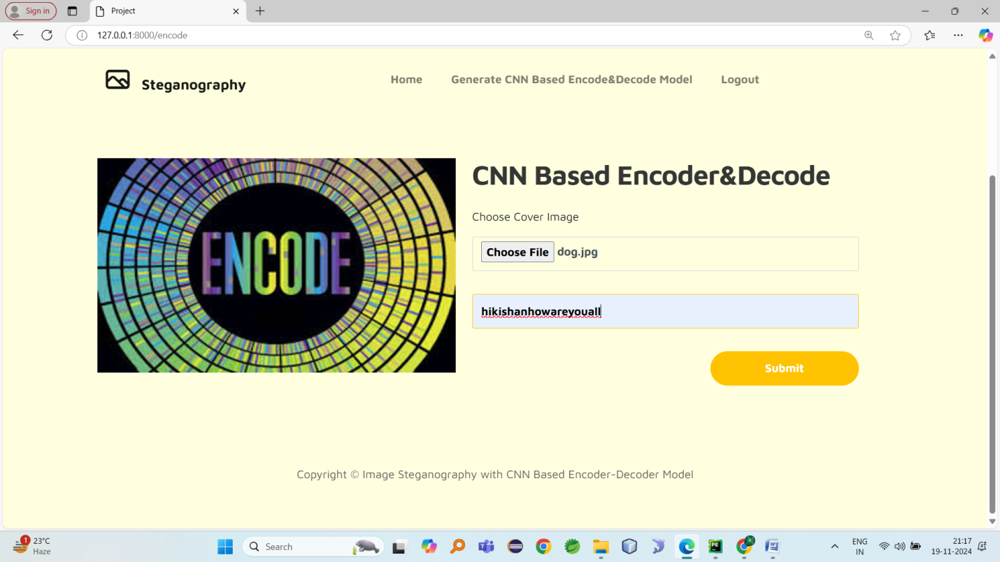 Sign in
Project
127.0.0.1:8000/encode
Steganography
Home
Generate CNN Based Encode&Decode Model
Logout
ENCODE
CNN Based Encoder&Decode
Choose Cover Image
Choose File dog.jpg
hikishanhowareyouall
Submit
Copyright © Image Steganography with CNN Based Encoder-Decoder Model
1
23°C
Haze
Search
PE
ENG
IN
21:17
19-11-2024